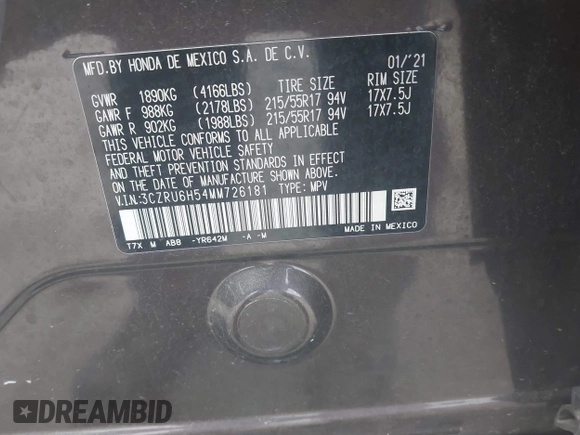 MFD.BY HONDA DE MEXICO S.A. DE C.V. 01/'21
GVWR 1890KG (4166LBS) TIRE SIZE RIM SIZE
GAWR F 988KG (2178LBS) 215/55R17 94V 17X7.5J
GAWR R 902KG (1988LBS) 215/55R17 94V 17X7.5J
THIS VEHICLE CONFORMS TO ALL APPLICABLE
FEDERAL MOTOR VEHICLE SAFETY
AND THEFT PREVENTION STANDARDS IN EFFECT
ON THE DATE OF MANUFACTURE SHOWN ABOVE.
V.I.N.:3CZRU6H54MM726181 TYPE: MPV
T7X M AB8 -YR642M -A -M MADE IN MEXICO
DREAMBID